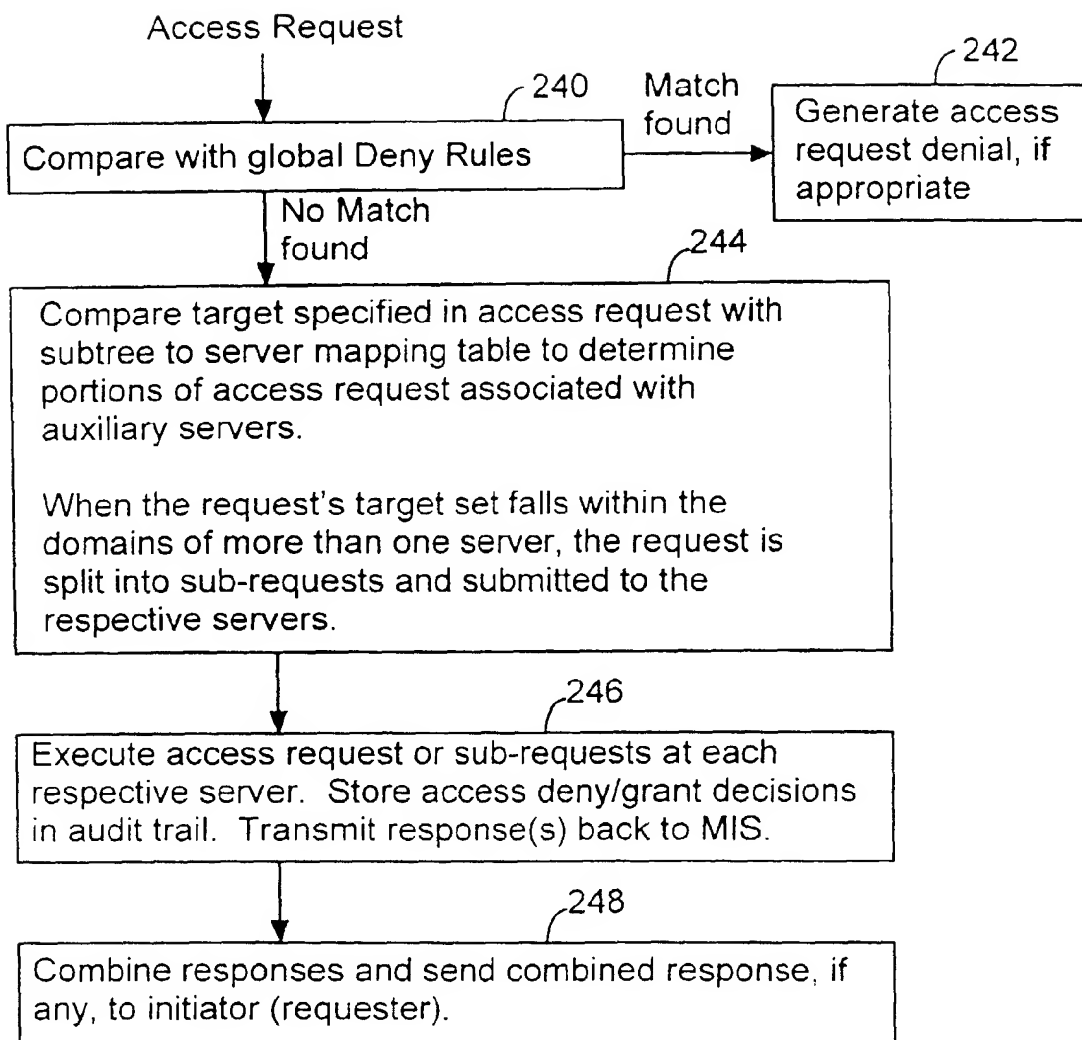 Access Request
240
Match
found
242
Generate access
request denial, if
appropriate
Compare with global Deny Rules
No Match
found
244
Compare target specified in access request with
subtree to server mapping table to determine
portions of access request associated with
auxiliary servers.
When the request's target set falls within the
domains of more than one server, the request is
split into sub-requests and submitted to the
respective servers.
246
Execute access request or sub-requests at each
respective server. Store access deny/grant decisions
in audit trail. Transmit response(s) back to MIS.
248
Combine responses and send combined response, if
any, to initiator (requester).